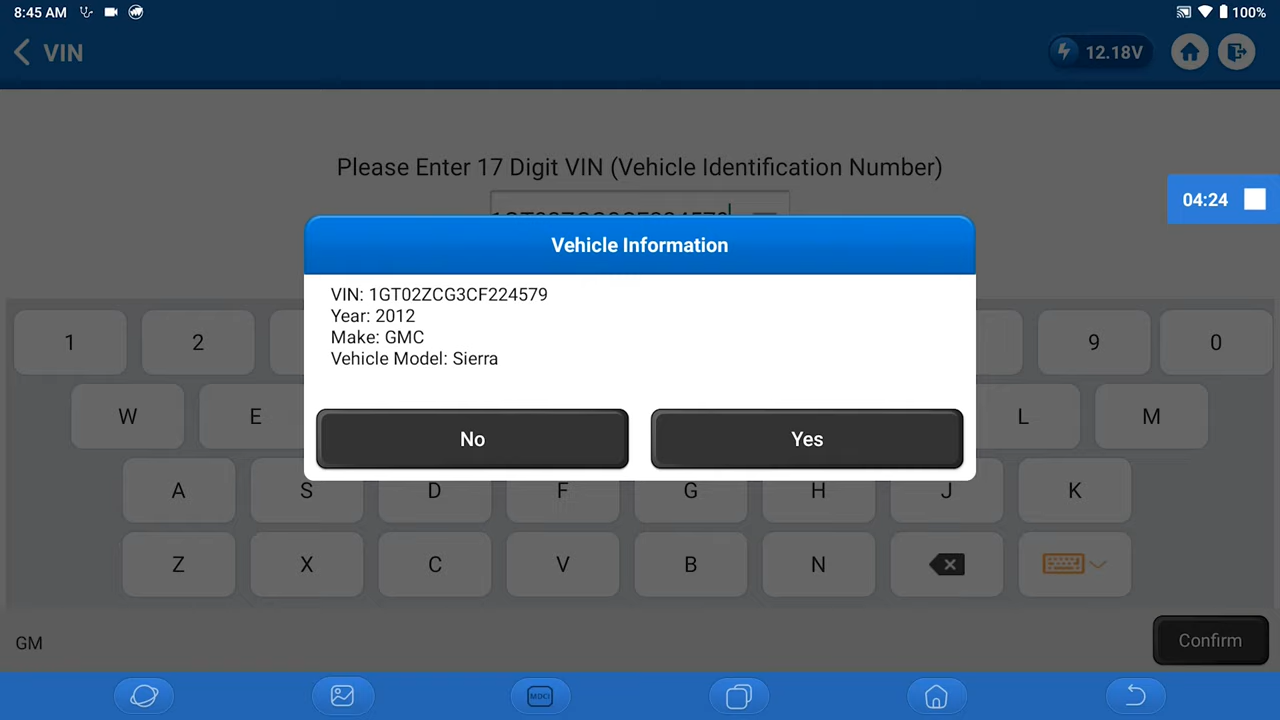 8:45 AM
100%
VIN
12.18V
Please Enter 17 Digit VIN (Vehicle Identification Number)
04:24
Vehicle Information
VIN: 1GT02ZCG3CF224579
Year: 2012
Make: GMC
Vehicle Model: Sierra
1 2 9 0
W E L M
No Yes
A S D F G H J K
Z X C V B N
GM
Confirm
MDCI